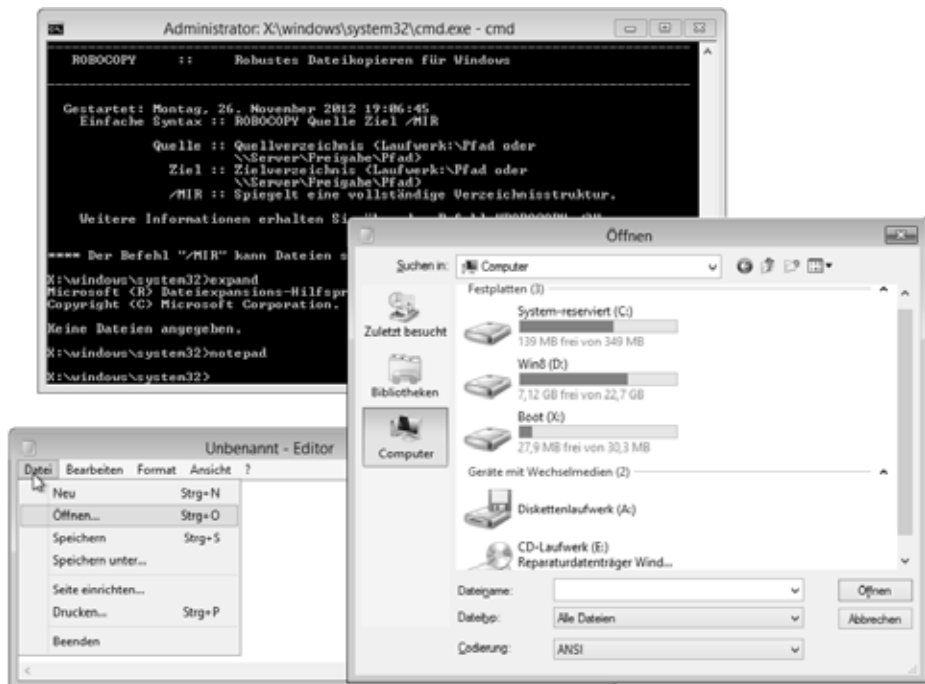 Administrator: X:\windows\system32\cmd.exe - cmd
ROBOCOPY :: Robustes Dateikopieren für Windows
Gestartet: Montag, 26. November 2012 19:06:45
Einfache Syntax :: ROBOCOPY Quelle Ziel /MIR
Quelle :: Quellverzeichnis (Laufwerk:\Pfad oder
\\Server\Freigabe\Pfad)
Ziel :: Zielverzeichnis (Laufwerk:\Pfad oder
\\Server\Freigabe\Pfad)
/MIR :: Spiegelt eine vollständige Verzeichnisstruktur.
Weitere Informationen erhalten Sie
**** Der Befehl "/MIR" kann Dateien s
X:\windows\system32>expand
Microsoft (R) Dateiexpansions-Hilfspr
Copyright (C) Microsoft Corporation.
Keine Dateien angegeben.
X:\windows\system32>notepad
X:\windows\system32>
Öffnen
Suchen in: Computer
Zuletzt besucht
Bibliotheken
Computer
Festplatten (3)
System-reserviert (C:)
139 MB frei von 349 MB
Win8 (D:)
7,12 GB frei von 22,7 GB
Boot (X:)
27,9 MB frei von 30,3 MB
Geräte mit Wechselmedien (2)
Diskettenlaufwerk (A:)
CD-Laufwerk (E:)
Reparaturdatenträger Wind...
Dateiname: Öffnen
Dateityp: Alle Dateien Abbrechen
Codierung: ANSI
Unbenannt - Editor
Datei Bearbeiten Format Ansicht ?
Neu Strg+N
Öffnen... Strg+O
Speichern Strg+S
Speichern unter...
Seite einrichten...
Drucken... Strg+P
Beenden